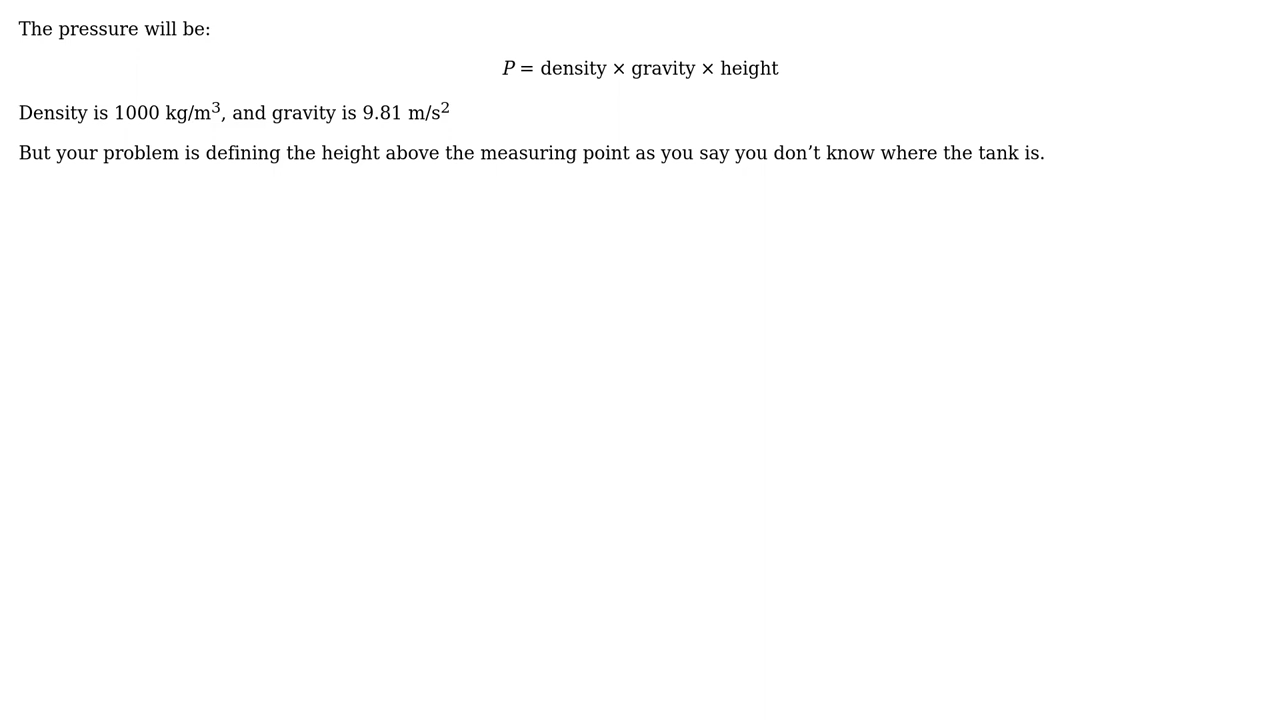 The pressure will be:
P = density × gravity × height
Density is 1000 kg/m³, and gravity is 9.81 m/s²
But your problem is defining the height above the measuring point as you say you don’t know where the tank is.